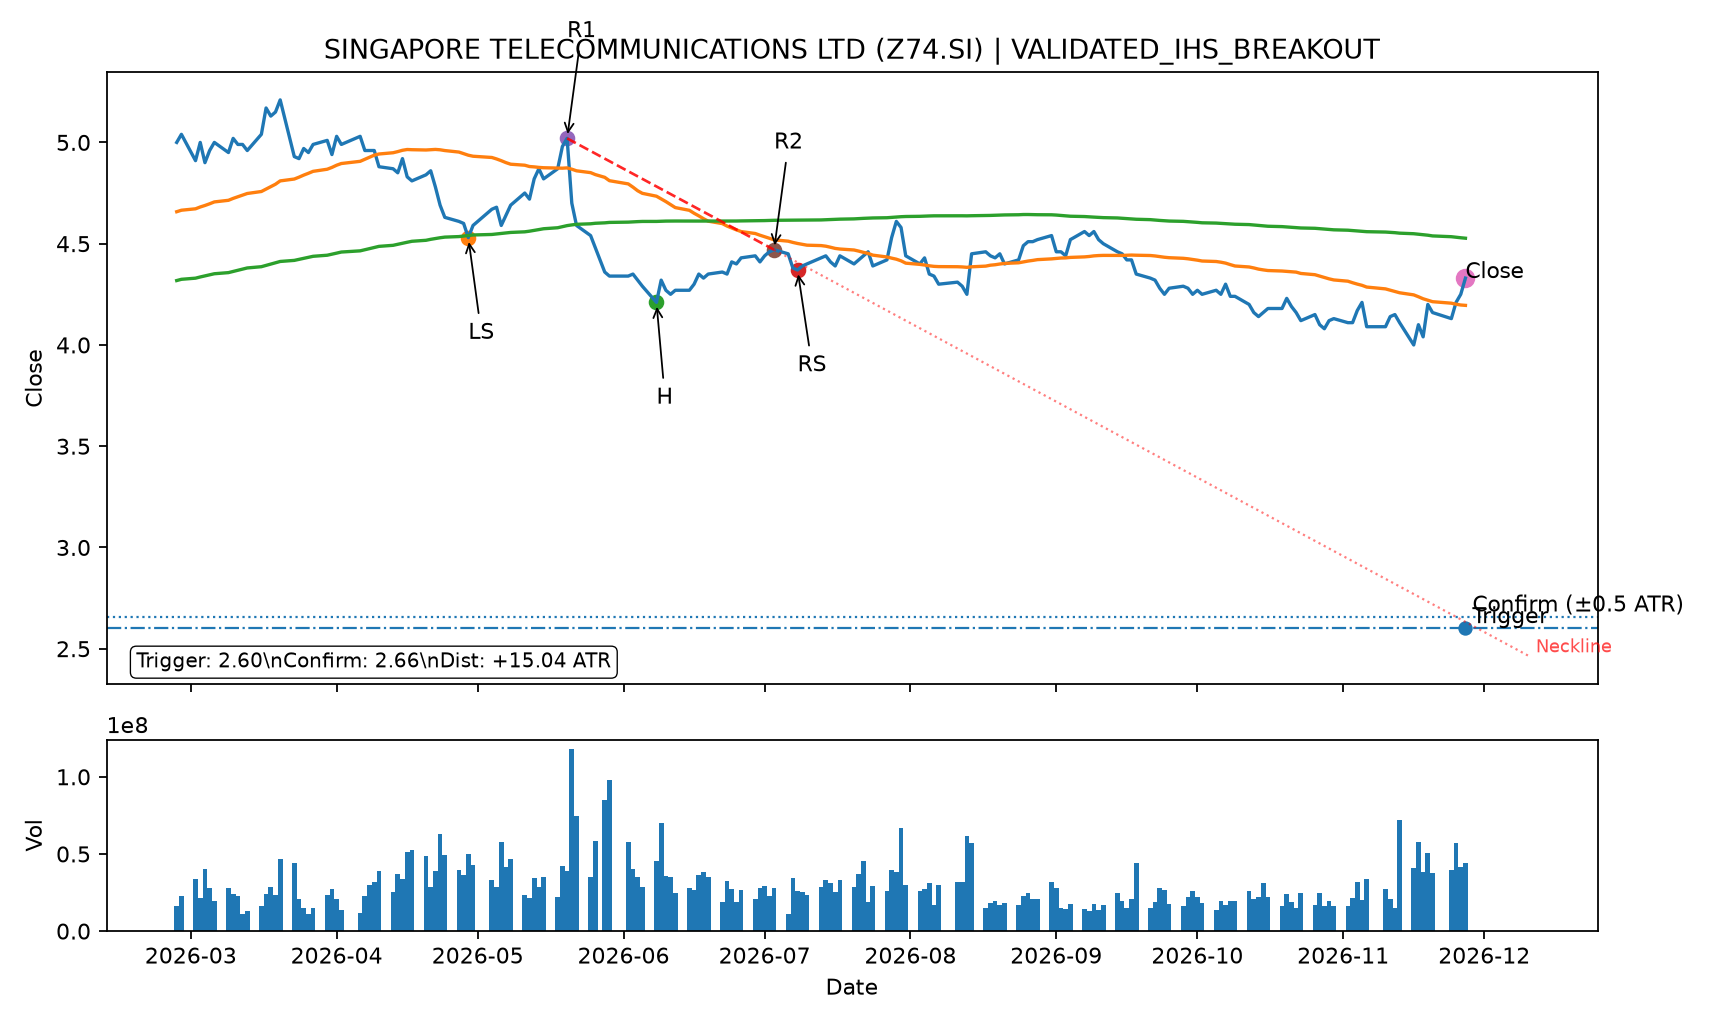 R1
SINGAPORE TELECOMMUNICATIONS LTD (Z74.SI) | VALIDATED_IHS_BREAKOUT
R2
LS
RS
H
Close
Confirm (±0.5 ATR)
Trigger
Neckline
Trigger: 2.60\nConfirm: 2.66\nDist: +15.04 ATR
Close
5.0
4.5
4.0
3.5
3.0
2.5
1e8
Vol
1.0
0.5
0.0
2026-03 2026-04 2026-05 2026-06 2026-07 2026-08 2026-09 2026-10 2026-11 2026-12
Date